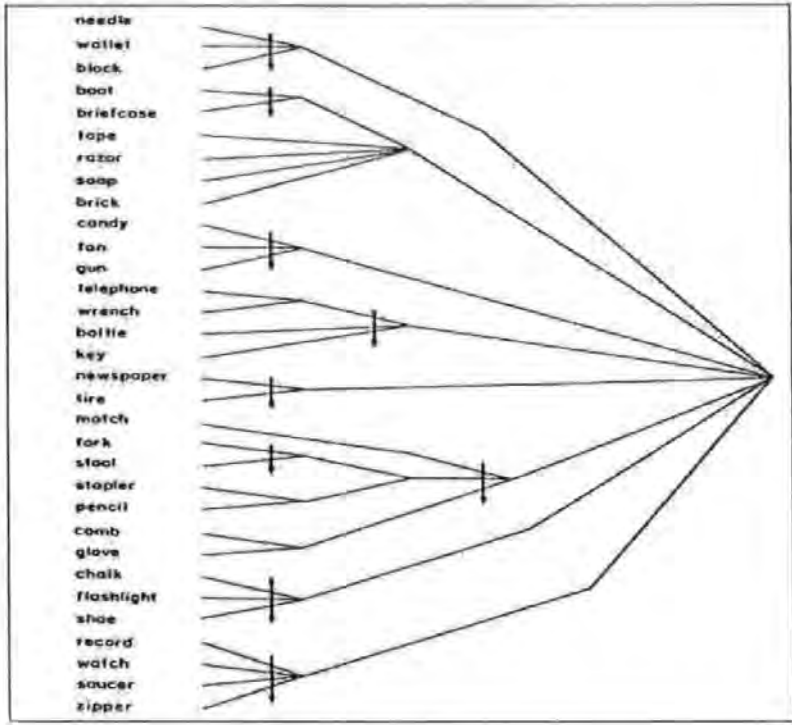 needle
wallet
block
boot
briefcase
tape
razor
soap
brick
candy
fan
gun
telephone
wrench
bottle
key
newspaper
tire
match
fork
stool
stapler
pencil
comb
glove
chalk
flashlight
shoe
record
watch
saucer
zipper